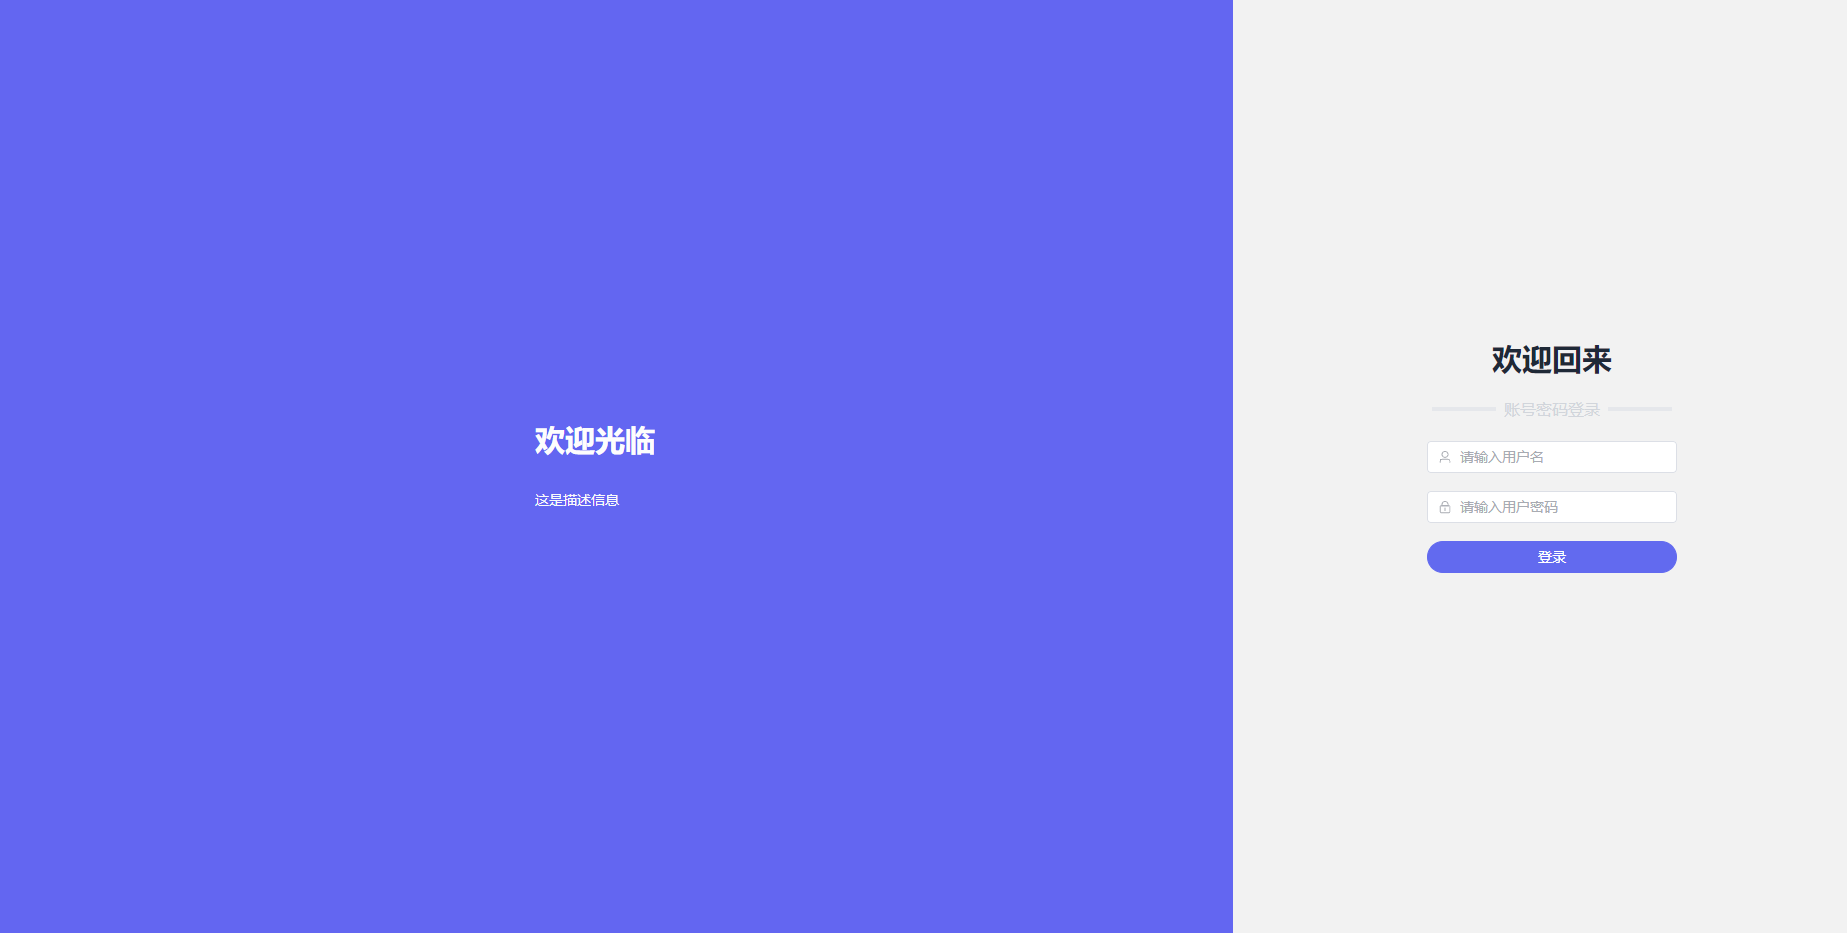 欢迎光临
这是描述信息
欢迎回来
账号密码登录
请输入用户名
请输入用户密码
登录